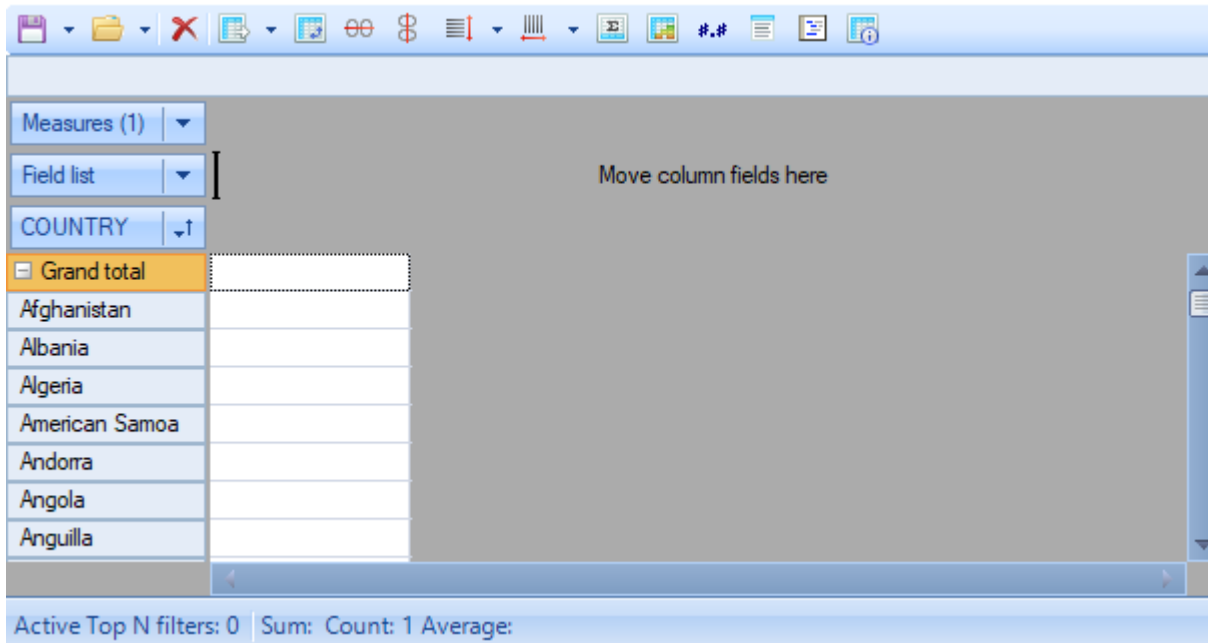 Σ #.#
Measures (1)
Field list Move column fields here
COUNTRY
Grand total
Afghanistan
Albania
Algeria
American Samoa
Andorra
Angola
Anguilla
Active Top N filters: 0 Sum: Count: 1 Average: